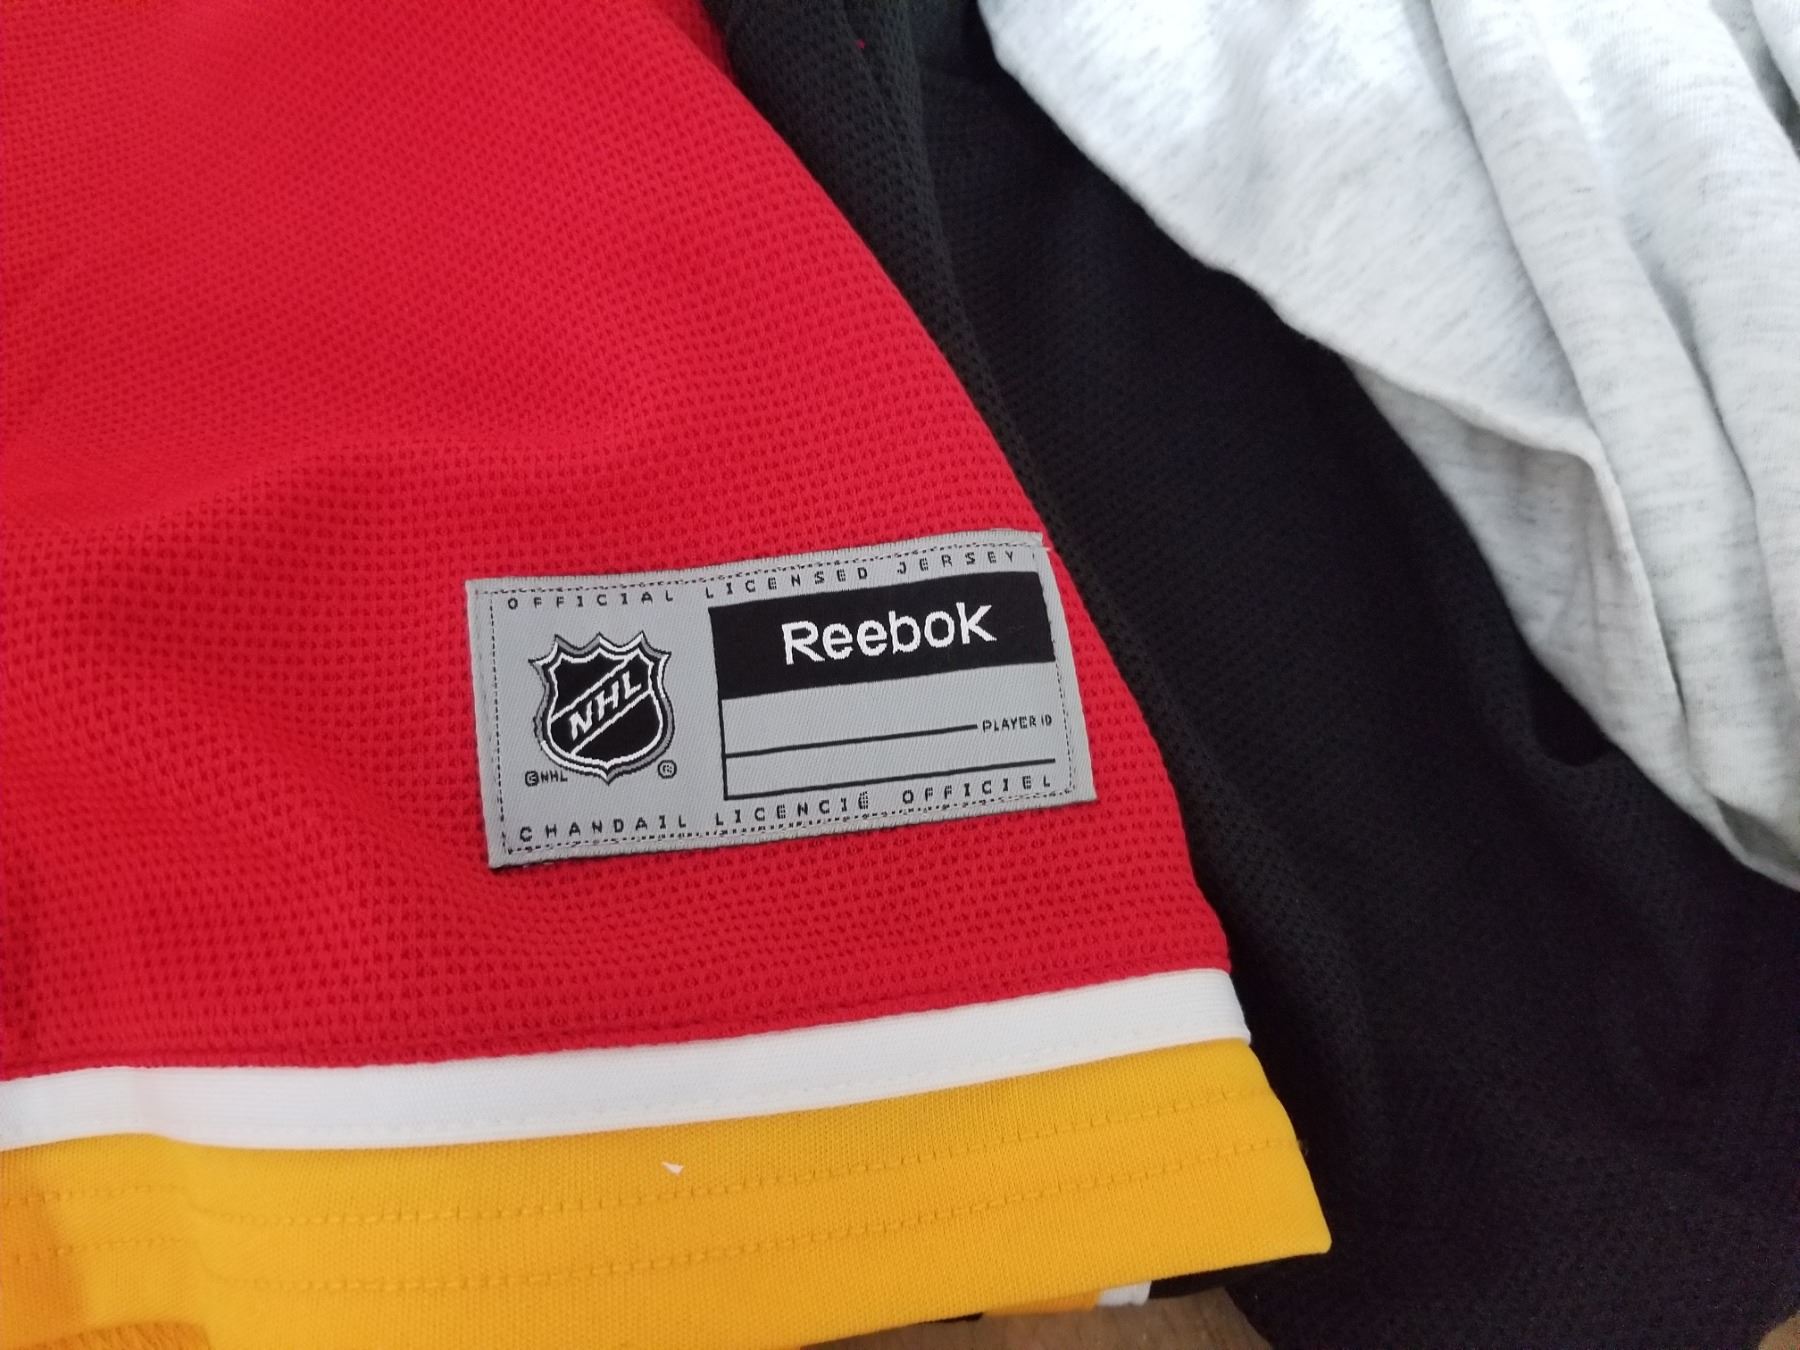 OFFICIAL LICENSED JERSEY
Reebok
NHL
PLAYER ID
©NHL
®
CHANDAIL LICENCIÉ OFFICIEL